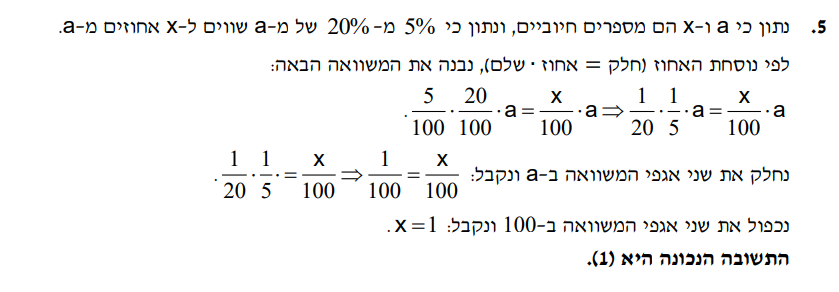 5. נתון כי a ו-x הם מספרים חיוביים, ונתון כי 5% מ-20% של מ-a שווים ל-x אחוזים מ-a.
לפי נוסחת האחוז (חלק = אחוז · שלם), נבנה את המשוואה הבאה:
5/100 · 20/100 · a = x/100 · a ⇒ 1/20 · 1/5 · a = x/100 · a .
נחלק את שני אגפי המשוואה ב-a ונקבל: 1/20 · 1/5 · = x/100 ⇒ 1/100 = x/100 .
נכפול את שני אגפי המשוואה ב-100 ונקבל: x = 1 .
התשובה הנכונה היא (1).